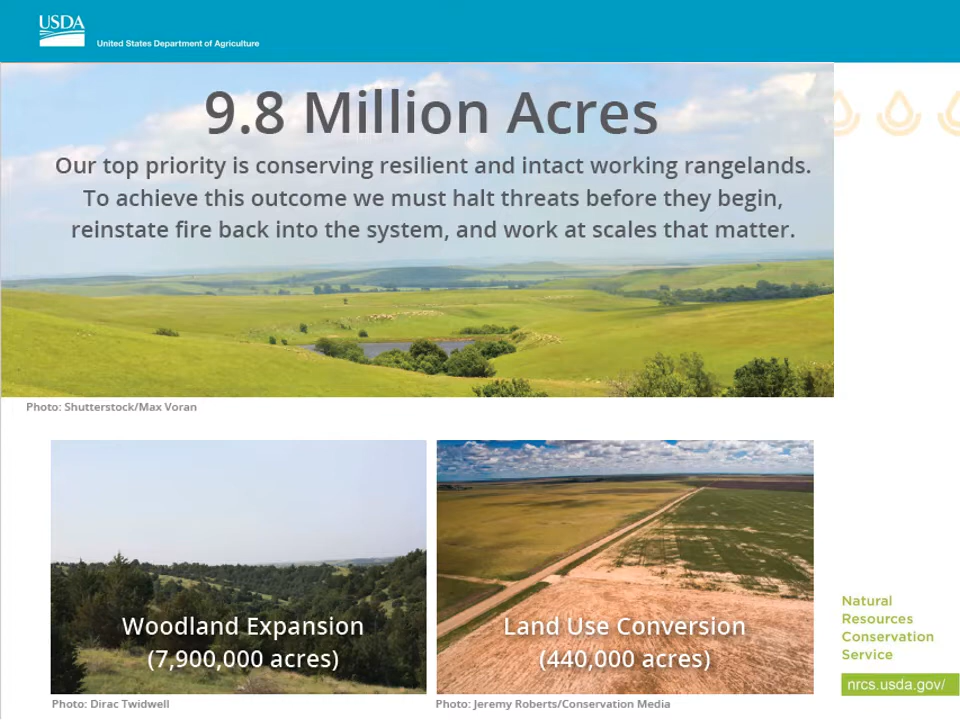 USDA
United States Department of Agriculture
9.8 Million Acres
Our top priority is conserving resilient and intact working rangelands.
To achieve this outcome we must halt threats before they begin,
reinstate fire back into the system, and work at scales that matter.
Photo: Shutterstock/Max Voran
Woodland Expansion
(7,900,000 acres)
Land Use Conversion
(440,000 acres)
Photo: Dirac Twidwell
Photo: Jeremy Roberts/Conservation Media
Natural
Resources
Conservation
Service
nrcs.usda.gov/